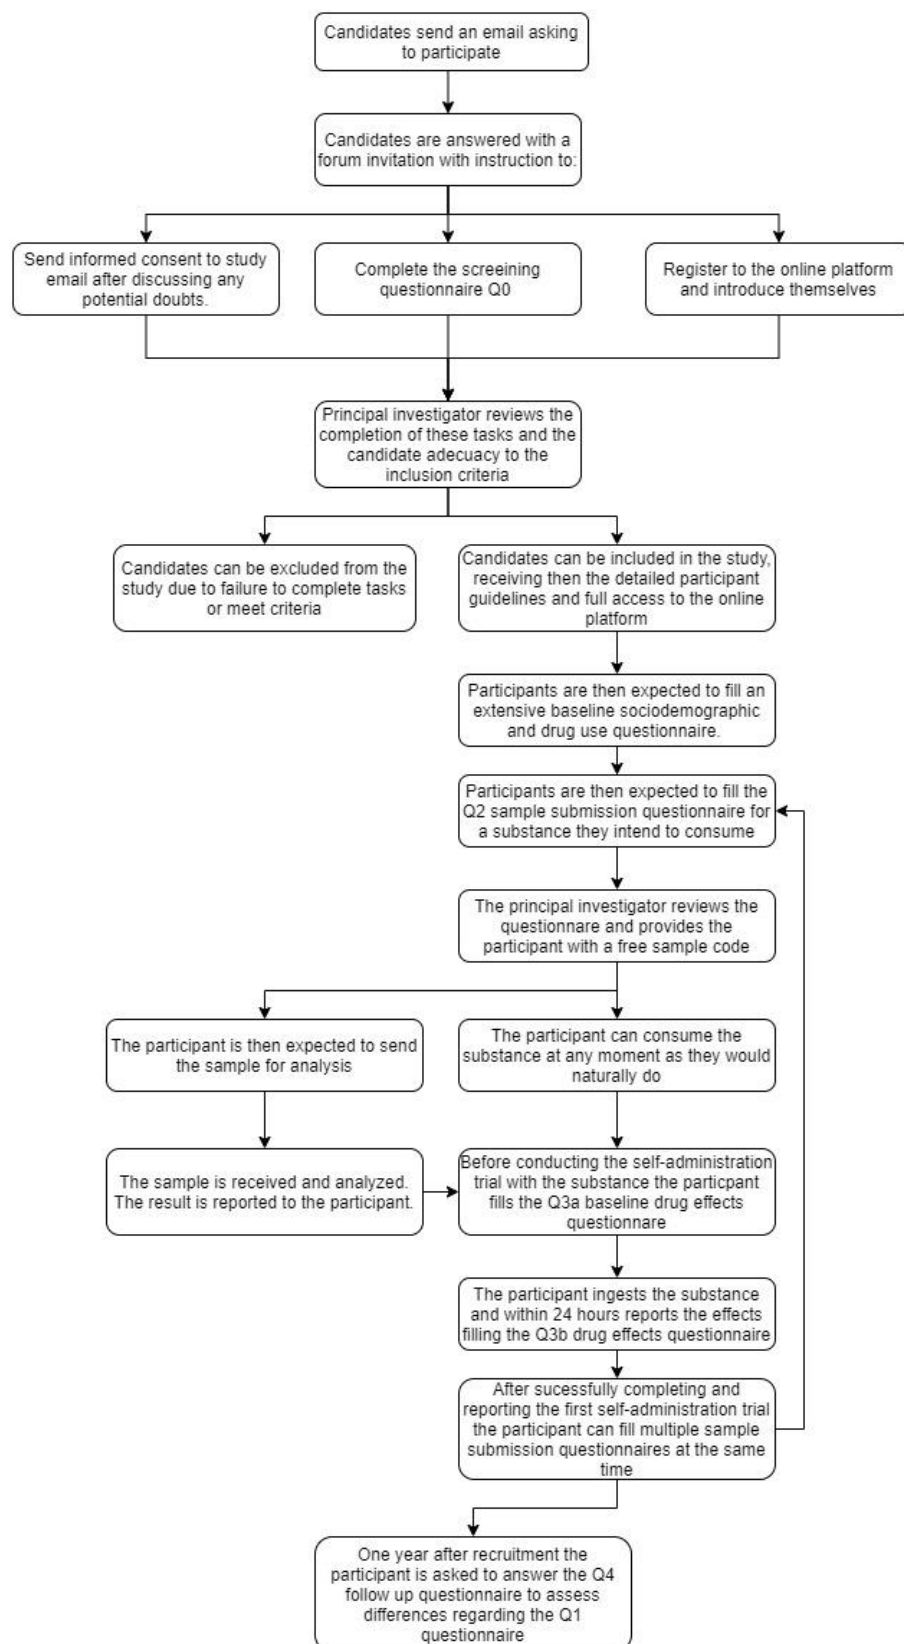 Candidates send an email asking
to participate
Candidates are answered with a
forum invitation with instruction to:
Send informed consent to study
email after discussing any
potential doubts.
Complete the screeining
questionnaire Q0
Register to the online platform
and introduce themselves
Principal investigator reviews the
completion of these tasks and the
candidate adecuacy to the
inclusion criteria
Candidates can be excluded from the
study due to failure to complete tasks
or meet criteria
Candidates can be included in the study,
receiving then the detailed participant
guidelines and full access to the online
platform
Participants are then expected to fill an
extensive baseline sociodemographic
and drug use questionnaire.
Participants are then expected to fill the
Q2 sample submission questionnaire for
a substance they intend to consume
The principal investigator reviews the
questionnare and provides the
participant with a free sample code
The participant is then expected to send
the sample for analysis
The participant can consume the
substance at any moment as they would
naturally do
The sample is received and analyzed.
The result is reported to the participant.
Before conducting the self-administration
trial with the substance the particpant
fills the Q3a baseline drug effects
questionnare
The participant ingests the substance
and within 24 hours reports the effects
filling the Q3b drug effects questionnaire
After sucessfully completing and
reporting the first self-administration trial
the participant can fill multiple sample
submission questionnaires at the same
time
One year after recruitment the
participant is asked to answer the Q4
follow up questionnaire to assess
differences regarding the Q1
questionnaire